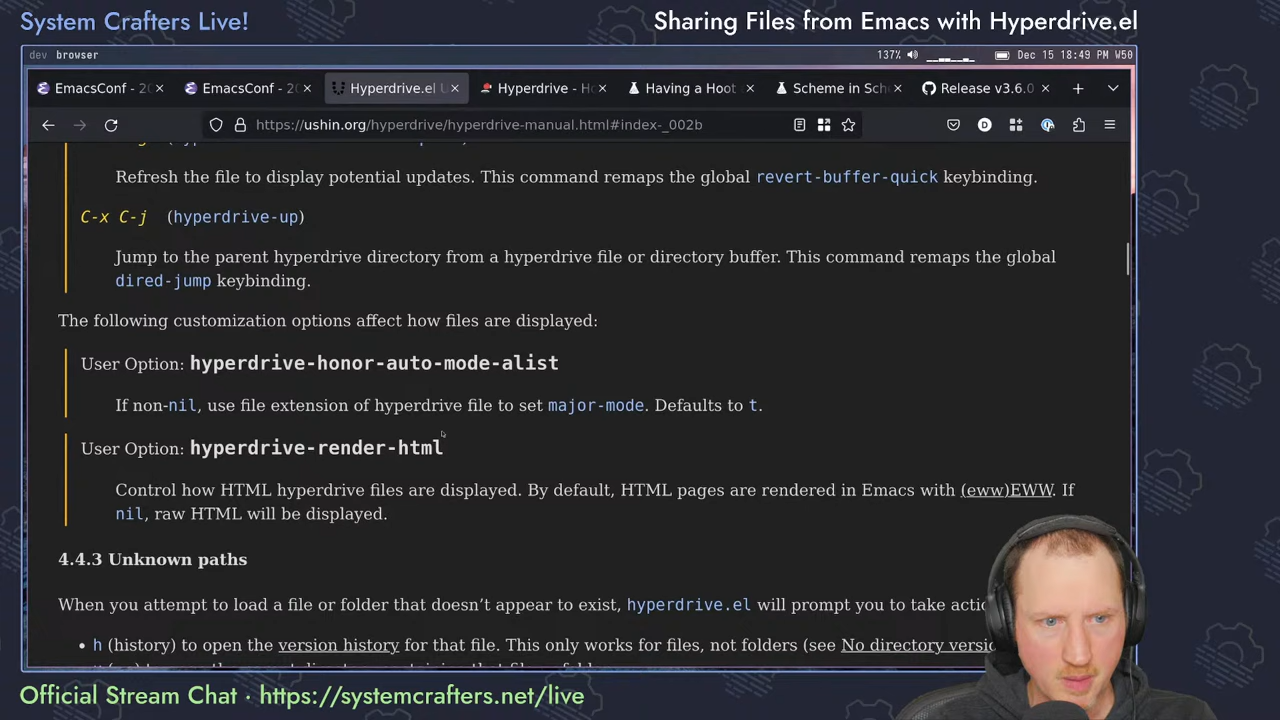 System Crafters Live!
Sharing Files from Emacs with Hyperdrive.el
dev browser
137% Dec 15 18:49 PM W50
EmacsConf - 20
EmacsConf - 20
Hyperdrive.el U
Hyperdrive - Ho
Having a Hoot
Scheme in Sch
Release v3.6.0
https://ushin.org/hyperdrive/hyperdrive-manual.html#index-_002b
Refresh the file to display potential updates. This command remaps the global revert-buffer-quick keybinding.
C-x C-j (hyperdrive-up)
Jump to the parent hyperdrive directory from a hyperdrive file or directory buffer. This command remaps the global
dired-jump keybinding.
The following customization options affect how files are displayed:
User Option: hyperdrive-honor-auto-mode-alist
If non-nil, use file extension of hyperdrive file to set major-mode. Defaults to t.
User Option: hyperdrive-render-html
Control how HTML hyperdrive files are displayed. By default, HTML pages are rendered in Emacs with (eww)EWW. If
nil, raw HTML will be displayed.
4.4.3 Unknown paths
When you attempt to load a file or folder that doesn't appear to exist, hyperdrive.el will prompt you to take actio
• h (history) to open the version history for that file. This only works for files, not folders (see No directory versio
Official Stream Chat · https://systemcrafters.net/live